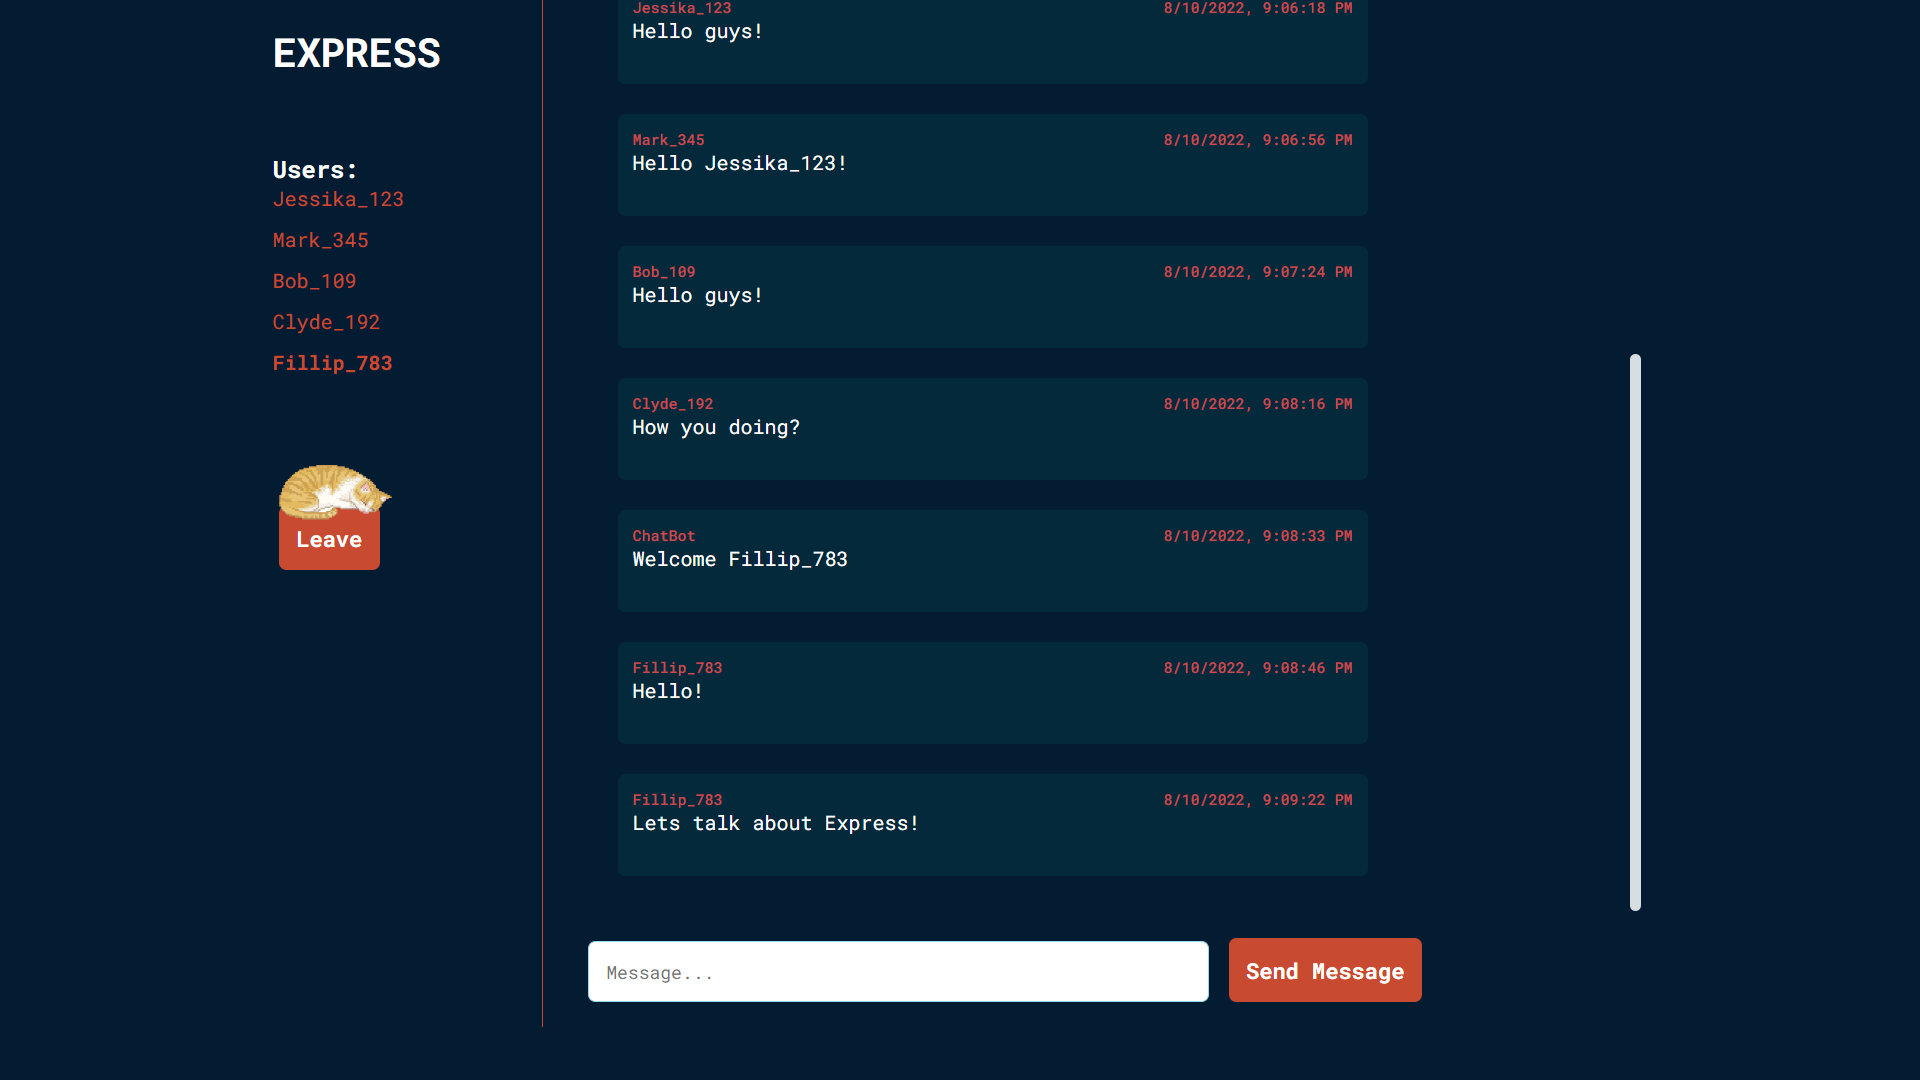 EXPRESS
Users:
Jessika_123
Mark_345
Bob_109
Clyde_192
Fillip_783
Leave
Jessika_123 8/10/2022, 9:06:18 PM
Hello guys!
Mark_345 8/10/2022, 9:06:56 PM
Hello Jessika_123!
Bob_109 8/10/2022, 9:07:24 PM
Hello guys!
Clyde_192 8/10/2022, 9:08:16 PM
How you doing?
ChatBot 8/10/2022, 9:08:33 PM
Welcome Fillip_783
Fillip_783 8/10/2022, 9:08:46 PM
Hello!
Fillip_783 8/10/2022, 9:09:22 PM
Lets talk about Express!
Message...
Send Message